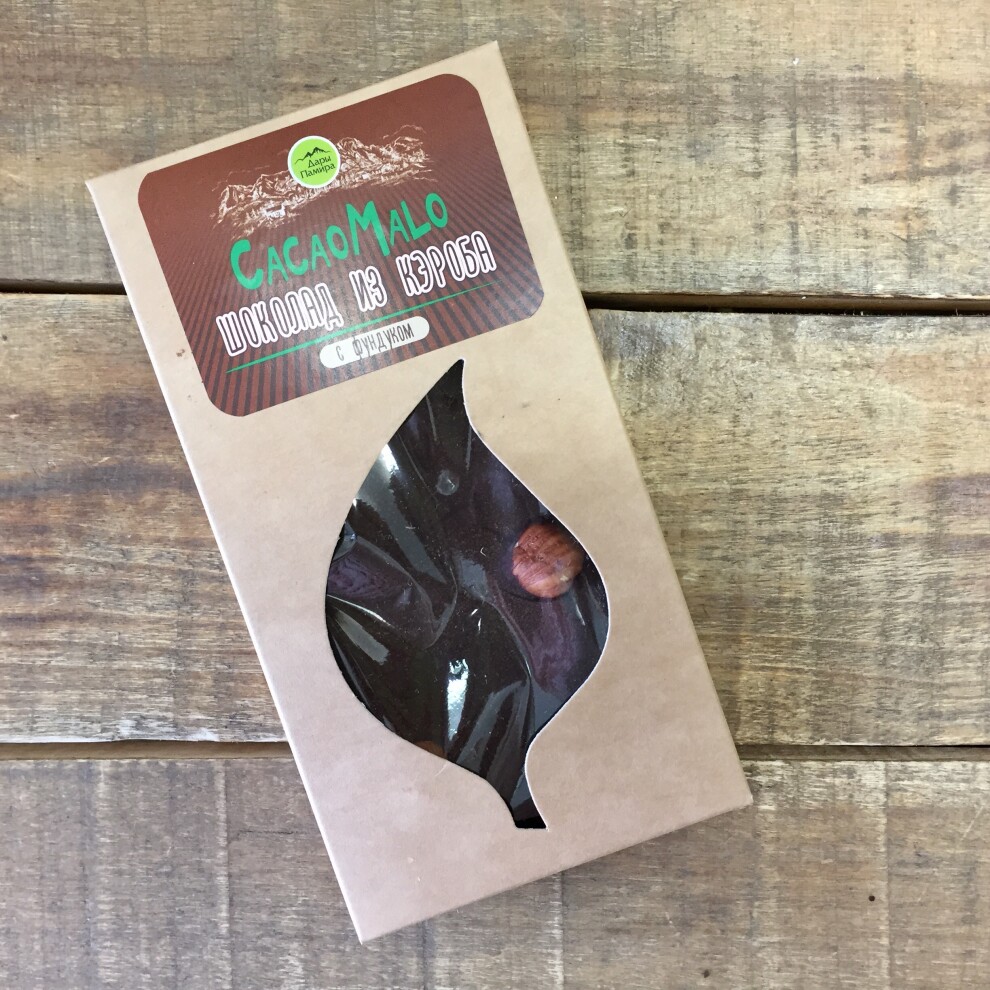 Дары
Памира
CacaoMalo
шоколад из кэроба
с фундуком